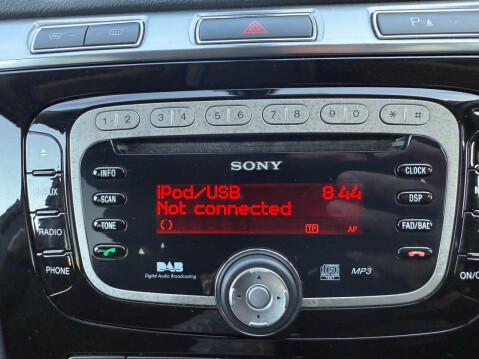 P
1 2 3 4 5 6 7 8 9 0 * #
SONY
INFO
CLOCK
iPod/USB 8:44
SCAN
DSP
AUX
Not connected
RADIO
TONE
TP AF
FAD/BAL
PHONE
DAB
Digital Audio Broadcasting
MP3
ON/O